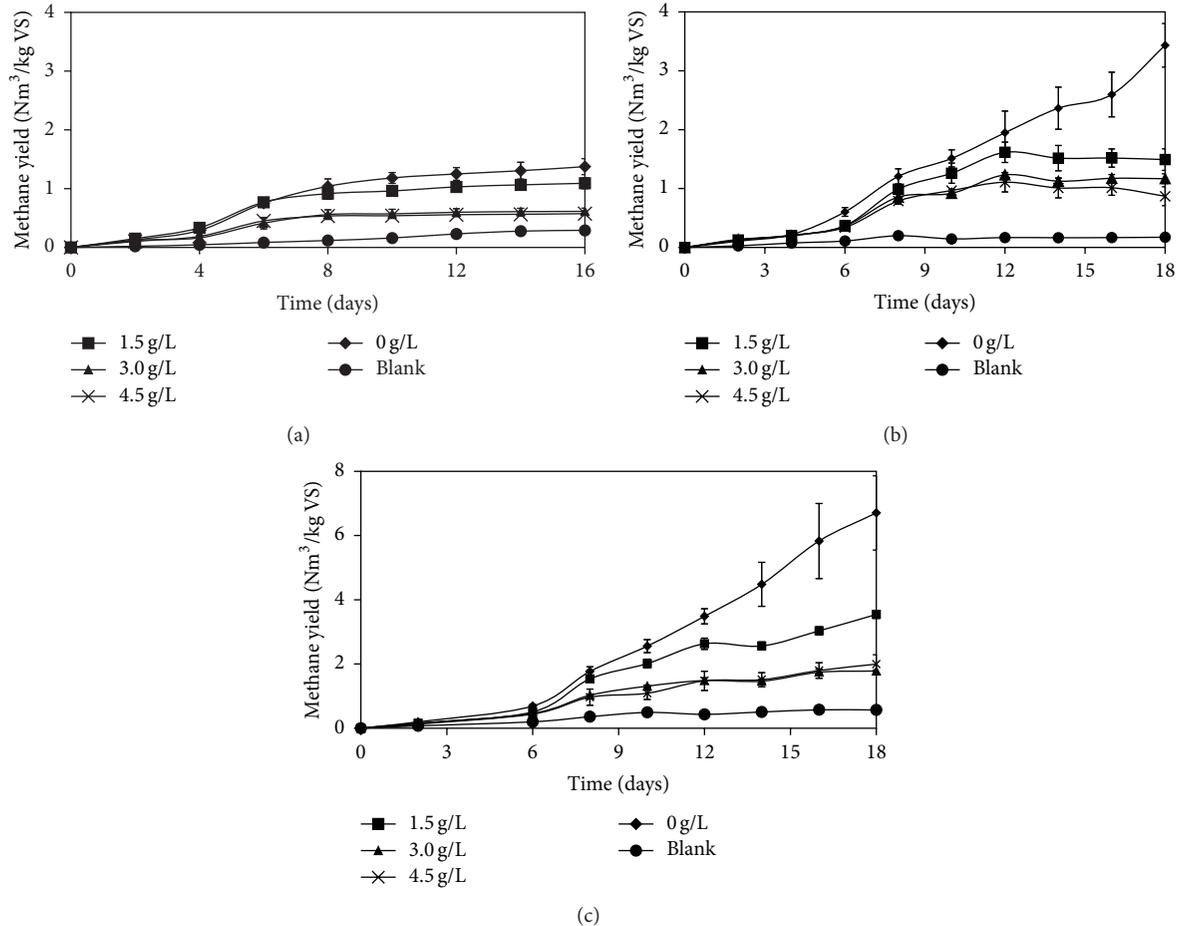 Methane yield (Nm³/kg VS)
4
3
2
1
0
0
4
8
12
16
Time (days)
1.5 g/L
3.0 g/L
4.5 g/L
0 g/L
Blank
(a)
Methane yield (Nm³/kg VS)
4
3
2
1
0
0
3
6
9
12
15
18
Time (days)
1.5 g/L
3.0 g/L
4.5 g/L
0 g/L
Blank
(b)
Methane yield (Nm³/kg VS)
8
6
4
2
0
0
3
6
9
12
15
18
Time (days)
1.5 g/L
3.0 g/L
4.5 g/L
0 g/L
Blank
(c)